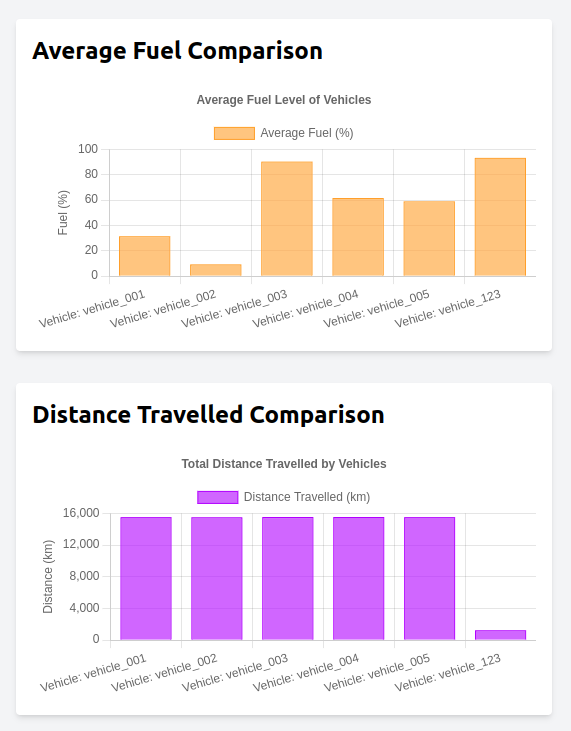 Average Fuel Comparison
Average Fuel Level of Vehicles
Average Fuel (%)
Fuel (%)
100
80
60
40
20
0
Vehicle: vehicle_001
Vehicle: vehicle_002
Vehicle: vehicle_003
Vehicle: vehicle_004
Vehicle: vehicle_005
Vehicle: vehicle_123
Distance Travelled Comparison
Total Distance Travelled by Vehicles
Distance Travelled (km)
Distance (km)
16,000
12,000
8,000
4,000
0
Vehicle: vehicle_001
Vehicle: vehicle_002
Vehicle: vehicle_003
Vehicle: vehicle_004
Vehicle: vehicle_005
Vehicle: vehicle_123